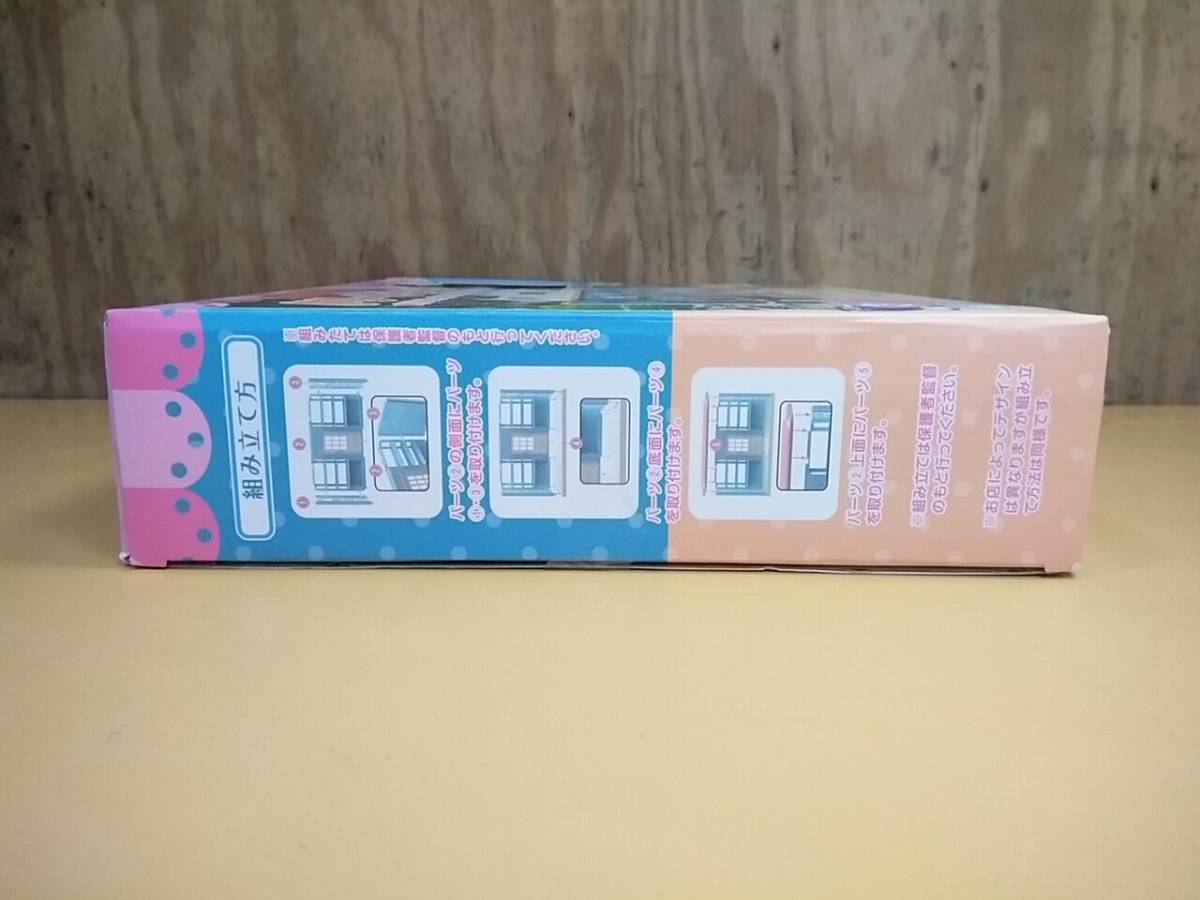 組み立て方
※組みたては保護者監督のもと行ってください。
パーツ②の側面にパーツ
①・③を取り付けます。
パーツ②底面にパーツ④
を取り付けます。
パーツ②上面にパーツ⑤
を取り付けます。
※組み立ては保護者監督
のもと行ってください。
※お店によってデザイン
は異なりますが組み立
て方法は同様です。